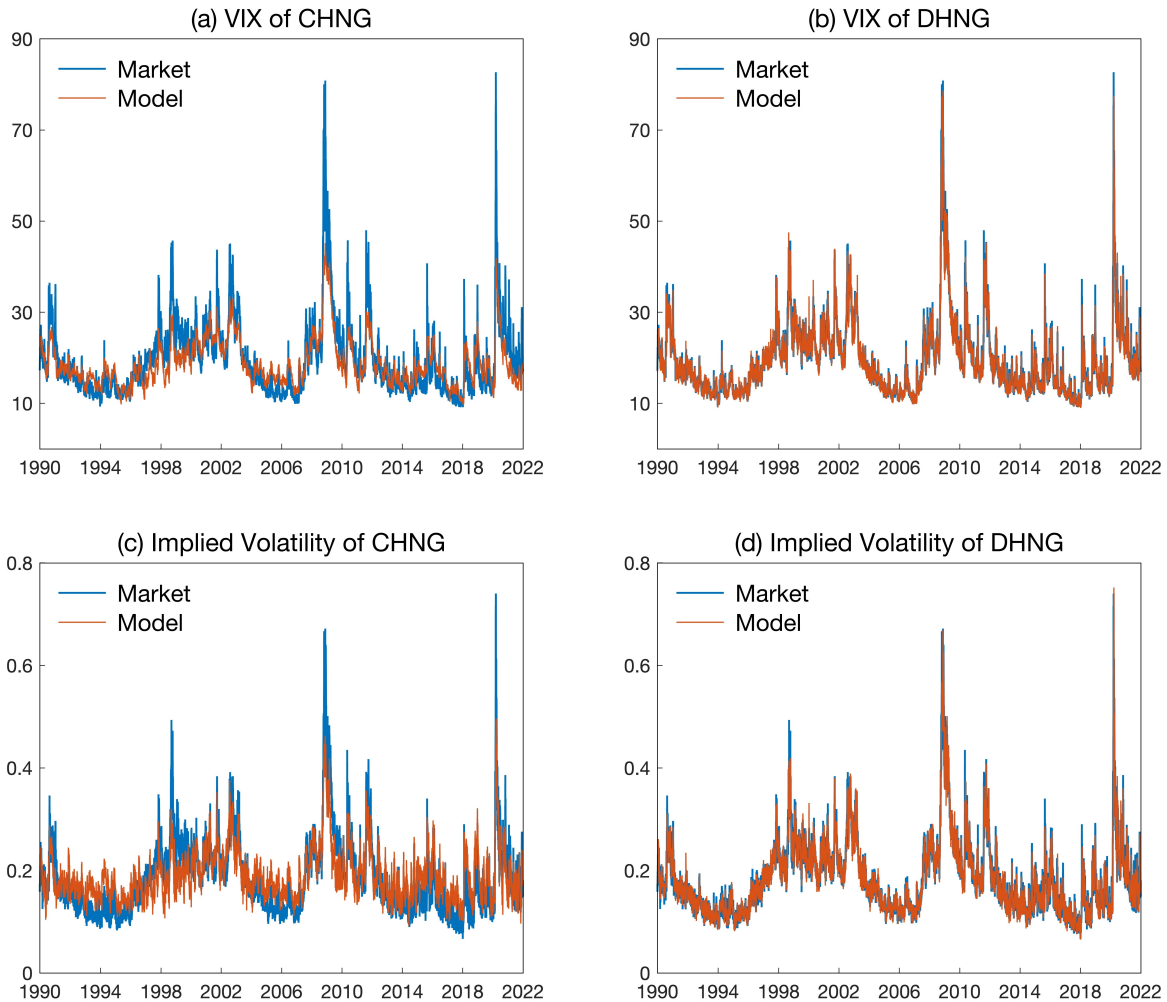 (a) VIX of CHNG
90
70
50
30
10
Market
Model
1990 1994 1998 2002 2006 2010 2014 2018 2022
(b) VIX of DHNG
90
70
50
30
10
Market
Model
1990 1994 1998 2002 2006 2010 2014 2018 2022
(c) Implied Volatility of CHNG
0.8
0.6
0.4
0.2
0
Market
Model
1990 1994 1998 2002 2006 2010 2014 2018 2022
(d) Implied Volatility of DHNG
0.8
0.6
0.4
0.2
0
Market
Model
1990 1994 1998 2002 2006 2010 2014 2018 2022